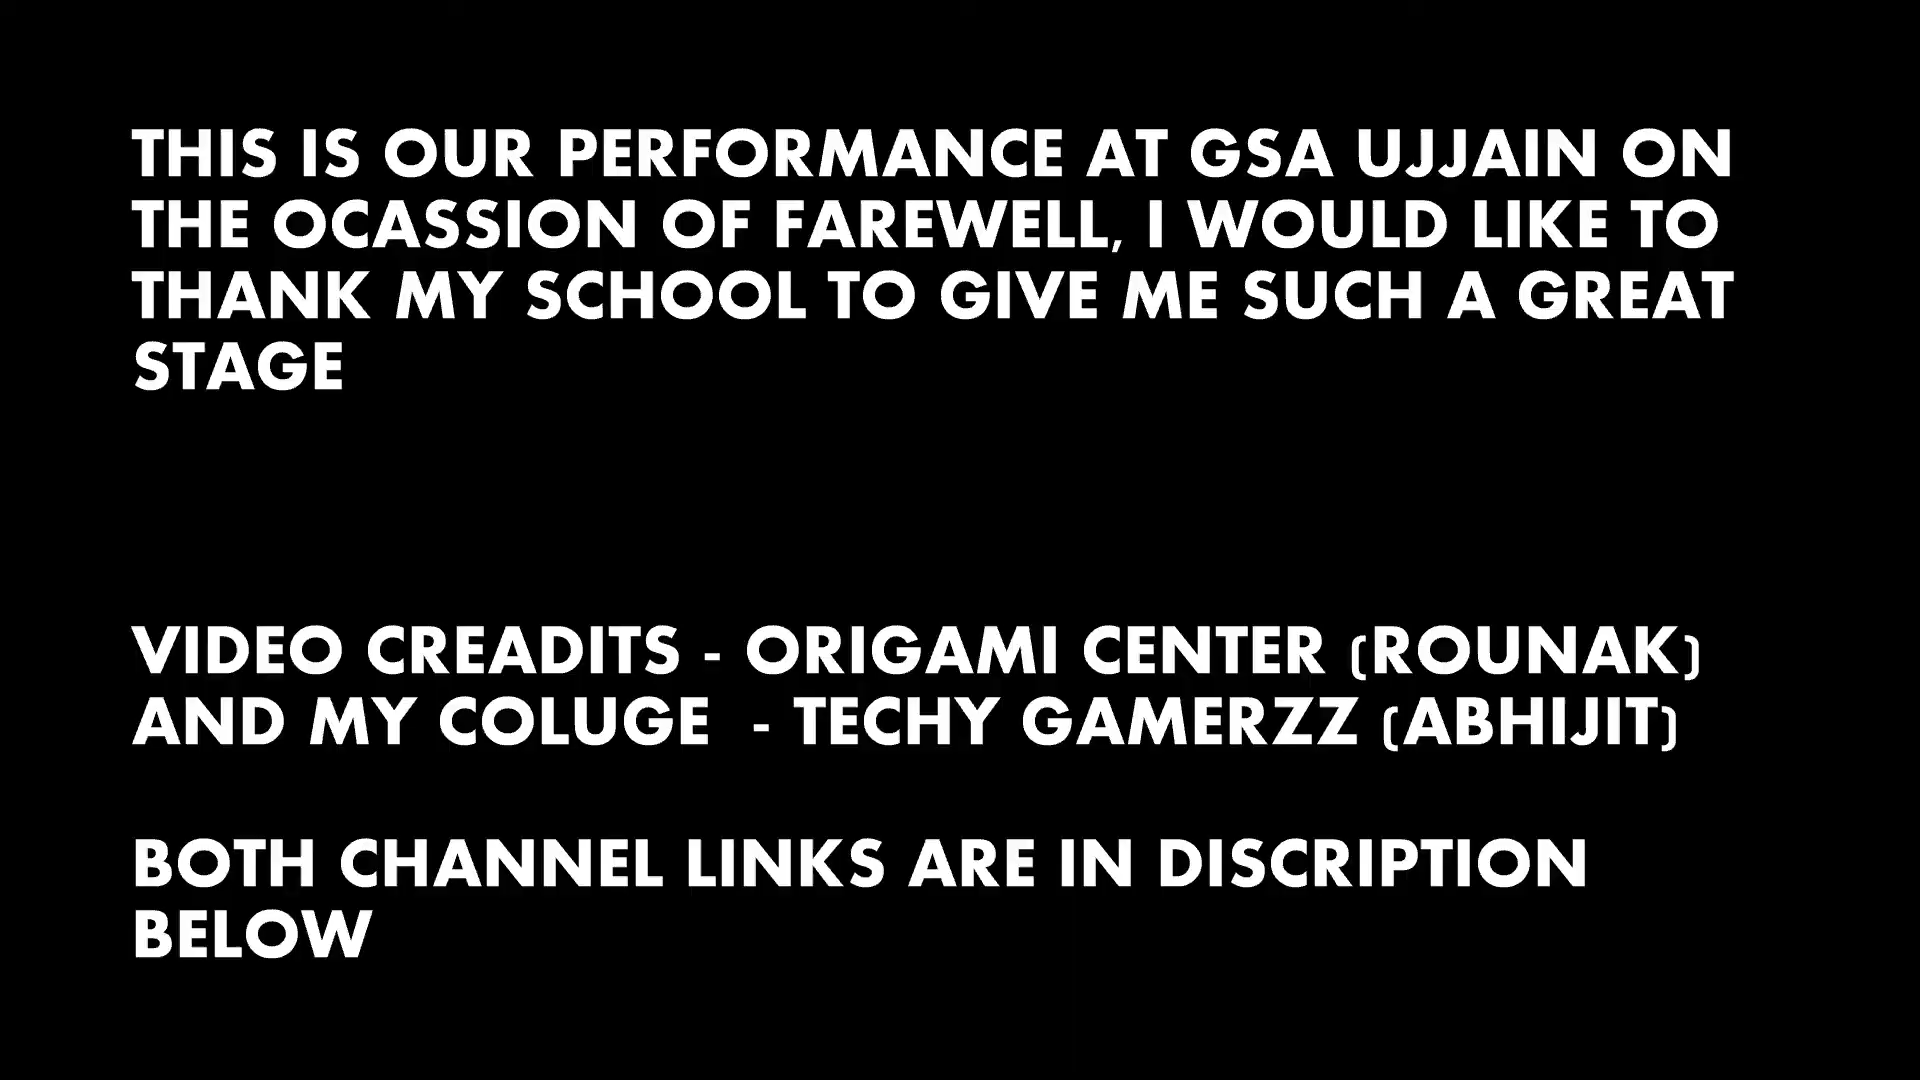 THIS IS OUR PERFORMANCE AT GSA UJJAIN ON
THE OCASSION OF FAREWELL, I WOULD LIKE TO
THANK MY SCHOOL TO GIVE ME SUCH A GREAT
STAGE
VIDEO CREADITS - ORIGAMI CENTER (ROUNAK)
AND MY COLUGE  - TECHY GAMERZZ (ABHIJIT)
BOTH CHANNEL LINKS ARE IN DISCRIPTION
BELOW